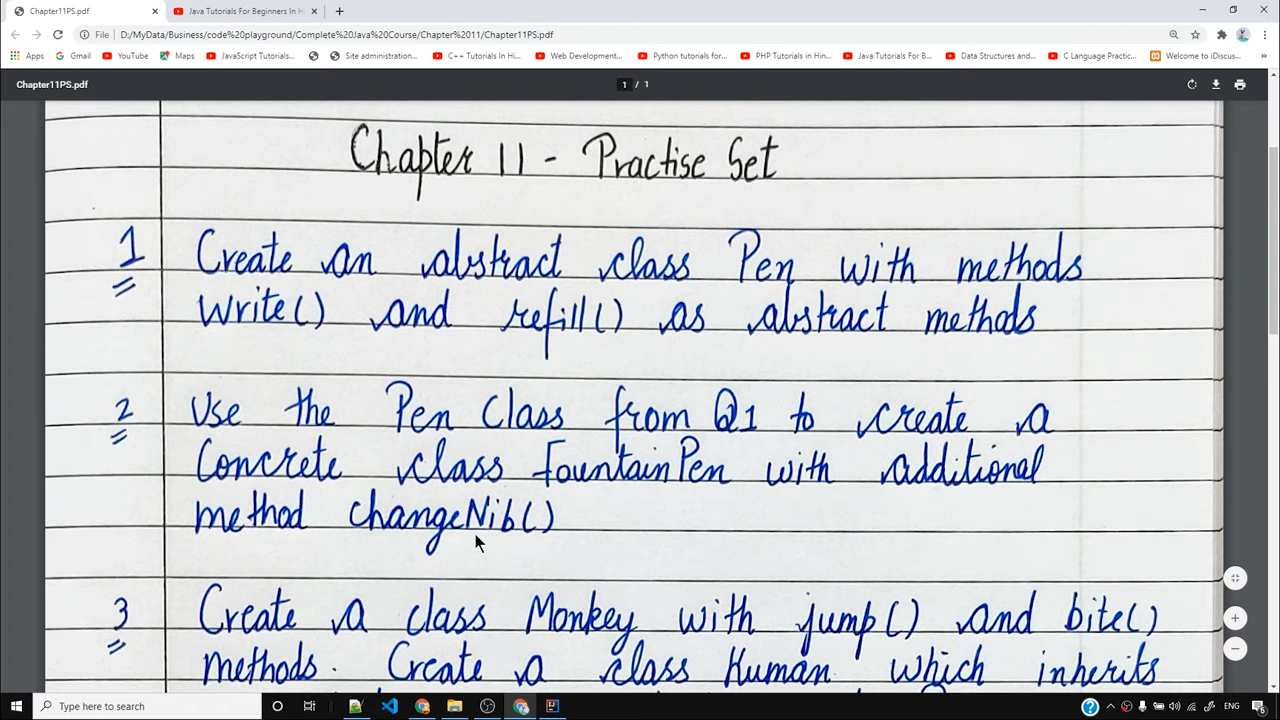 Chapter11PS.pdf
Java Tutorials For Beginners In H
File
D:/MyData/Business/code%20playground/Complete%20Java%20Course/Chapter%2011/Chapter11PS.pdf
Apps
Gmail
YouTube
Maps
JavaScript Tutorials...
Site administration...
C++ Tutorials In Hi...
Web Development...
Python tutorials for...
PHP Tutorials in Hin...
Java Tutorials For B...
Data Structures and...
C Language Practic...
Welcome to iDiscus...
Chapter11PS.pdf
1 / 1
Chapter 11 - Practise Set
1 Create an abstract class Pen with methods
Write() and refill() as abstract methods
2 Use the Pen Class from Q1 to create a
Concrete class FountainPen with additional
method changeNib()
3 Create a class Monkey with jump() and bite()
methods. Create a class Human which inherits
Type here to search
ENG